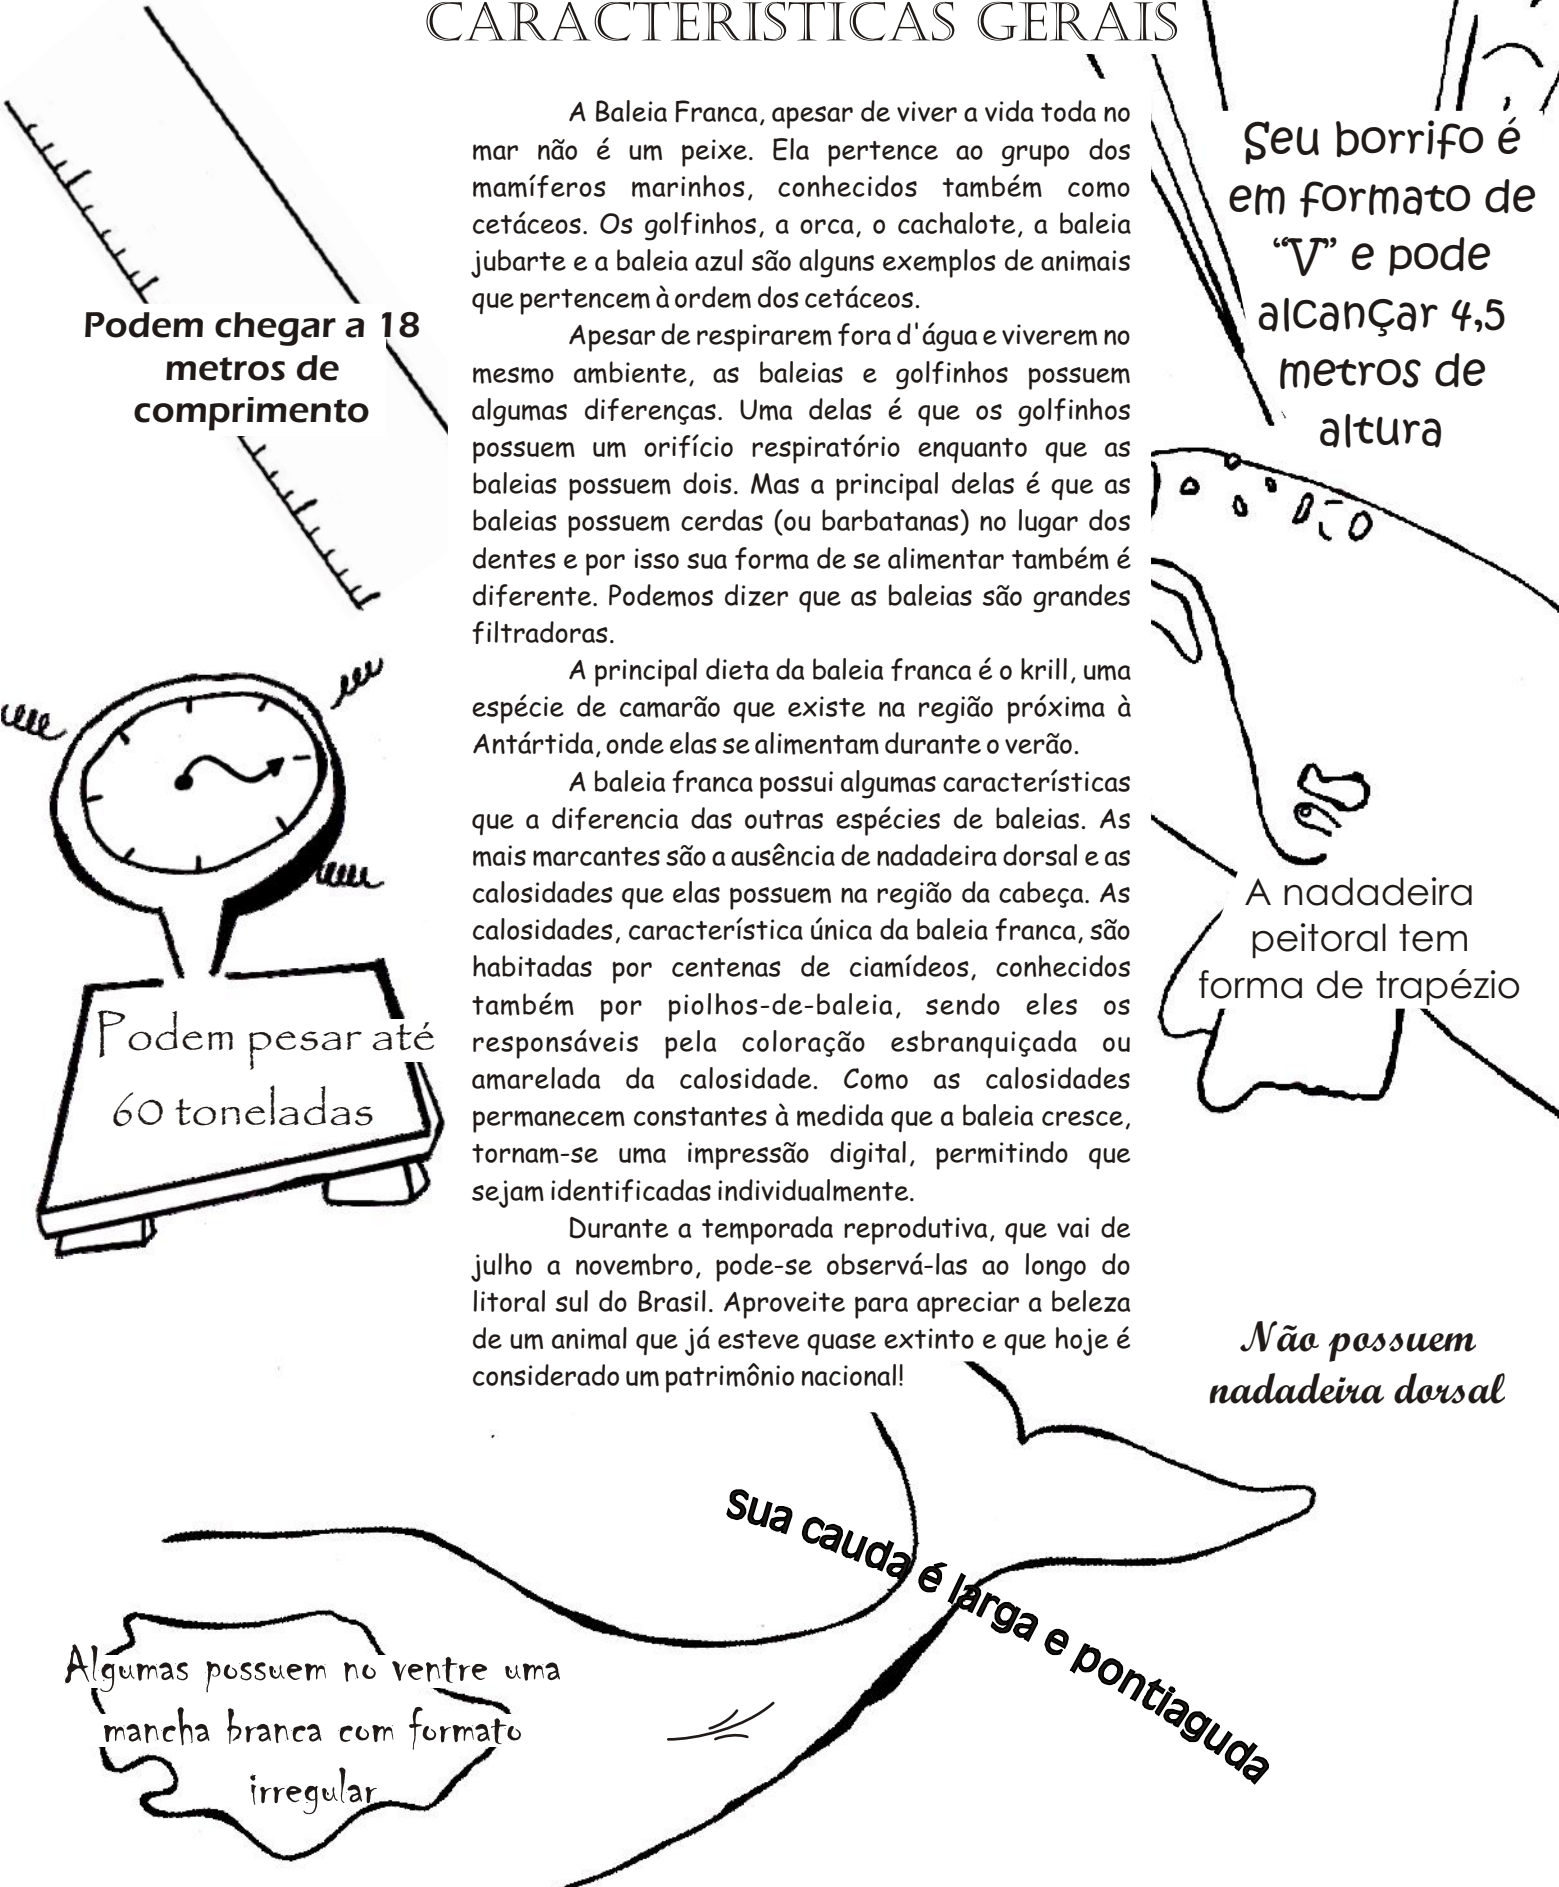 CARACTERÍSTICAS GERAIS
A Baleia Franca, apesar de viver a vida toda no
mar não é um peixe. Ela pertence ao grupo dos
mamíferos marinhos, conhecidos também como
cetáceos. Os golfinhos, a orca, o cachalote, a baleia
jubarte e a baleia azul são alguns exemplos de animais
que pertencem à ordem dos cetáceos.
Apesar de respirarem fora d'água e viverem no
mesmo ambiente, as baleias e golfinhos possuem
algumas diferenças. Uma delas é que os golfinhos
possuem um orifício respiratório enquanto que as
baleias possuem dois. Mas a principal delas é que as
baleias possuem cerdas (ou barbatanas) no lugar dos
dentes e por isso sua forma de se alimentar também é
diferente. Podemos dizer que as baleias são grandes
filtradoras.
A principal dieta da baleia franca é o krill, uma
espécie de camarão que existe na região próxima à
Antártida, onde elas se alimentam durante o verão.
A baleia franca possui algumas características
que a diferencia das outras espécies de baleias. As
mais marcantes são a ausência de nadadeira dorsal e as
calosidades que elas possuem na região da cabeça. As
calosidades, característica única da baleia franca, são
habitadas por centenas de ciamídeos, conhecidos
também por piolhos-de-baleia, sendo eles os
responsáveis pela coloração esbranquiçada ou
amarelada da calosidade. Como as calosidades
permanecem constantes à medida que a baleia cresce,
tornam-se uma impressão digital, permitindo que
sejam identificadas individualmente.
Durante a temporada reprodutiva, que vai de
julho a novembro, pode-se observá-las ao longo do
litoral sul do Brasil. Aproveite para apreciar a beleza
de um animal que já esteve quase extinto e que hoje é
considerado um patrimônio nacional!
Podem chegar a 18
metros de
comprimento
Podem pesar até
60 toneladas
Seu borrifo é
em formato de
“V” e pode
alcançar 4,5
metros de
altura
A nadadeira
peitoral tem
forma de trapézio
Não possuem
nadadeira dorsal
Sua cauda é larga e pontiaguda
Algumas possuem no ventre uma
mancha branca com formato
irregular